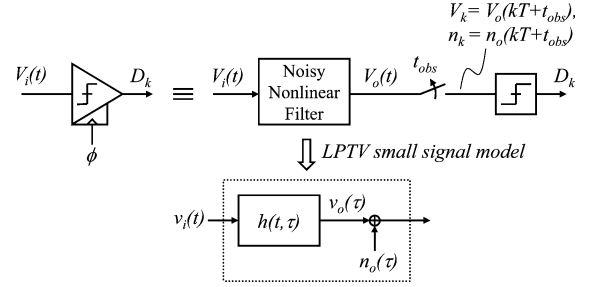 V_k = V_o(kT+t_obs),
n_k = n_o(kT+t_obs)
V_i(t)
D_k
V_i(t)
Noisy
Nonlinear
Filter
V_o(t)
t_obs
D_k
ϕ
LPTV small signal model
v_i(t)
h(t,τ)
v_o(τ)
n_o(τ)